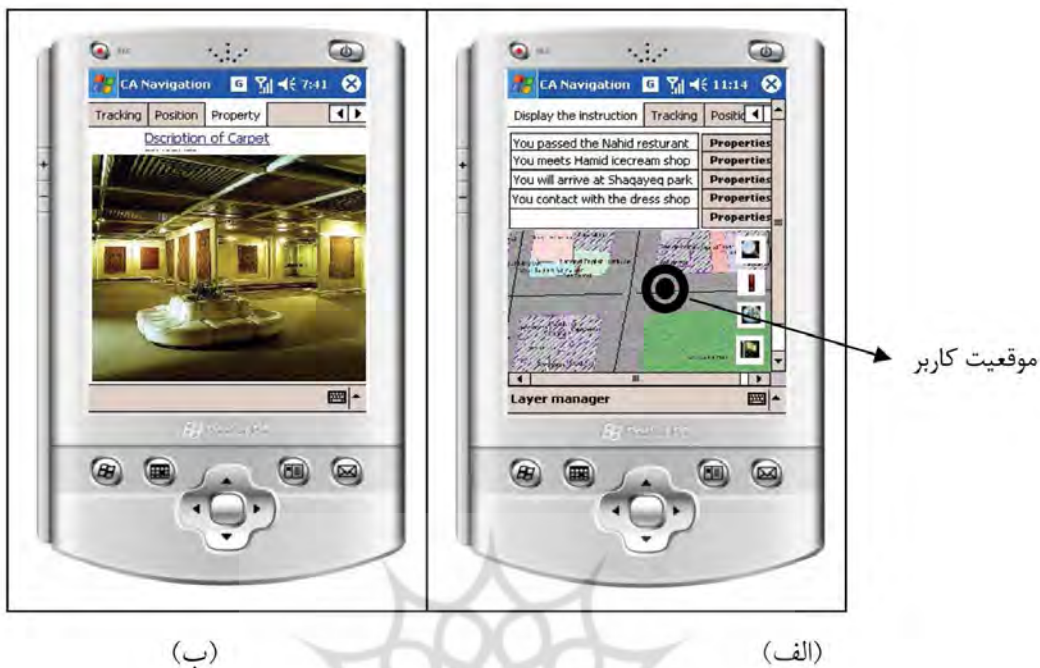 CA Navigation G 7:41
Tracking Position Property
Dscription of Carpet
CA Navigation G 11:14
Display the instruction Tracking
You passed the Nahid resturant Properties
You meets Hamid icecream shop Properties
You will arrive at Shaqayeq park Properties
You contact with the dress shop Properties
Properties
Layer manager
موقعیت کاربر
(الف)
(ب)